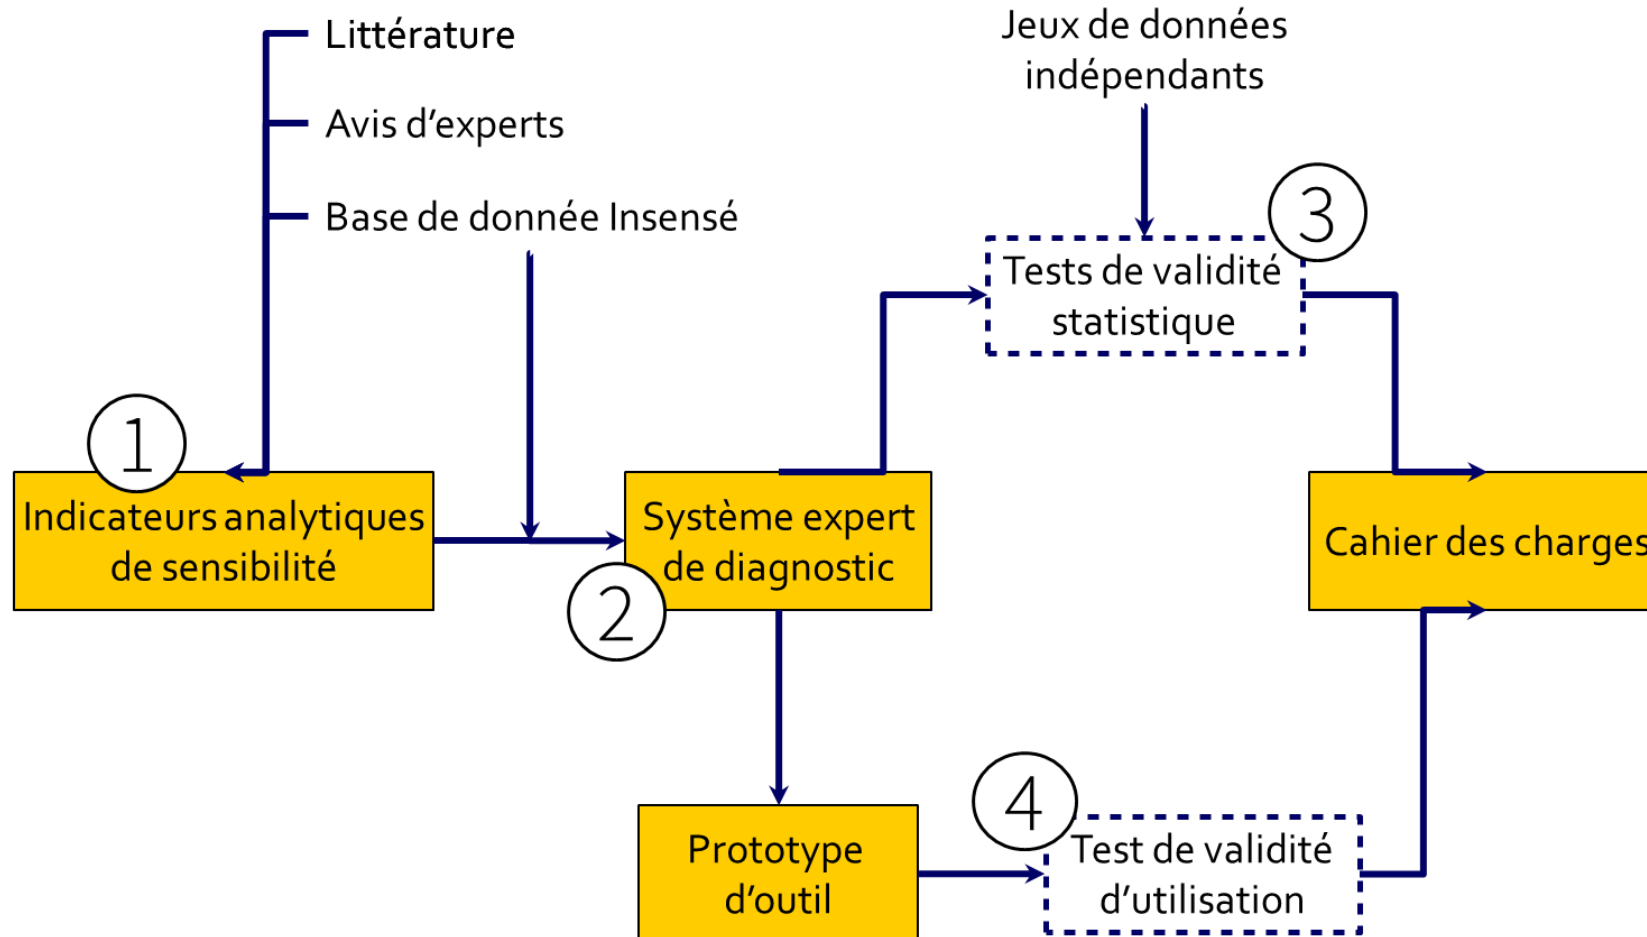 Littérature
Avis d'experts
Base de donnée Insensé
Jeux de données
indépendants
3
Tests de validité
statistique
1
Indicateurs analytiques
de sensibilité
2
Système expert
de diagnostic
Cahier des charges
Prototype
d'outil
4
Test de validité
d'utilisation